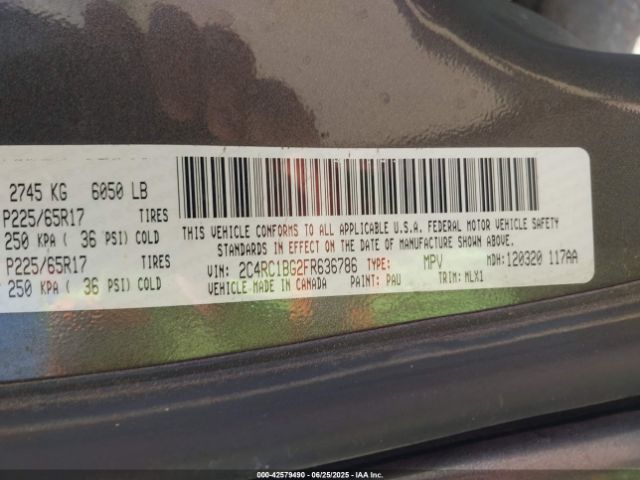 2745 KG 6050 LB
P225/65R17 TIRES
250 KPA ( 36 PSI) COLD
P225/65R17 TIRES
250 KPA ( 36 PSI) COLD
THIS VEHICLE CONFORMS TO ALL APPLICABLE U.S.A. FEDERAL MOTOR VEHICLE SAFETY
STANDARDS IN EFFECT ON THE DATE OF MANUFACTURE SHOWN ABOVE.
VIN: 2C4RC1BG2FR636786 TYPE: MPV MDH: 120320 117AA
VEHICLE MADE IN CANADA PAINT: PAU TRIM: MLX1
000-42579490 - 06/25/2025 - IAAI.COM